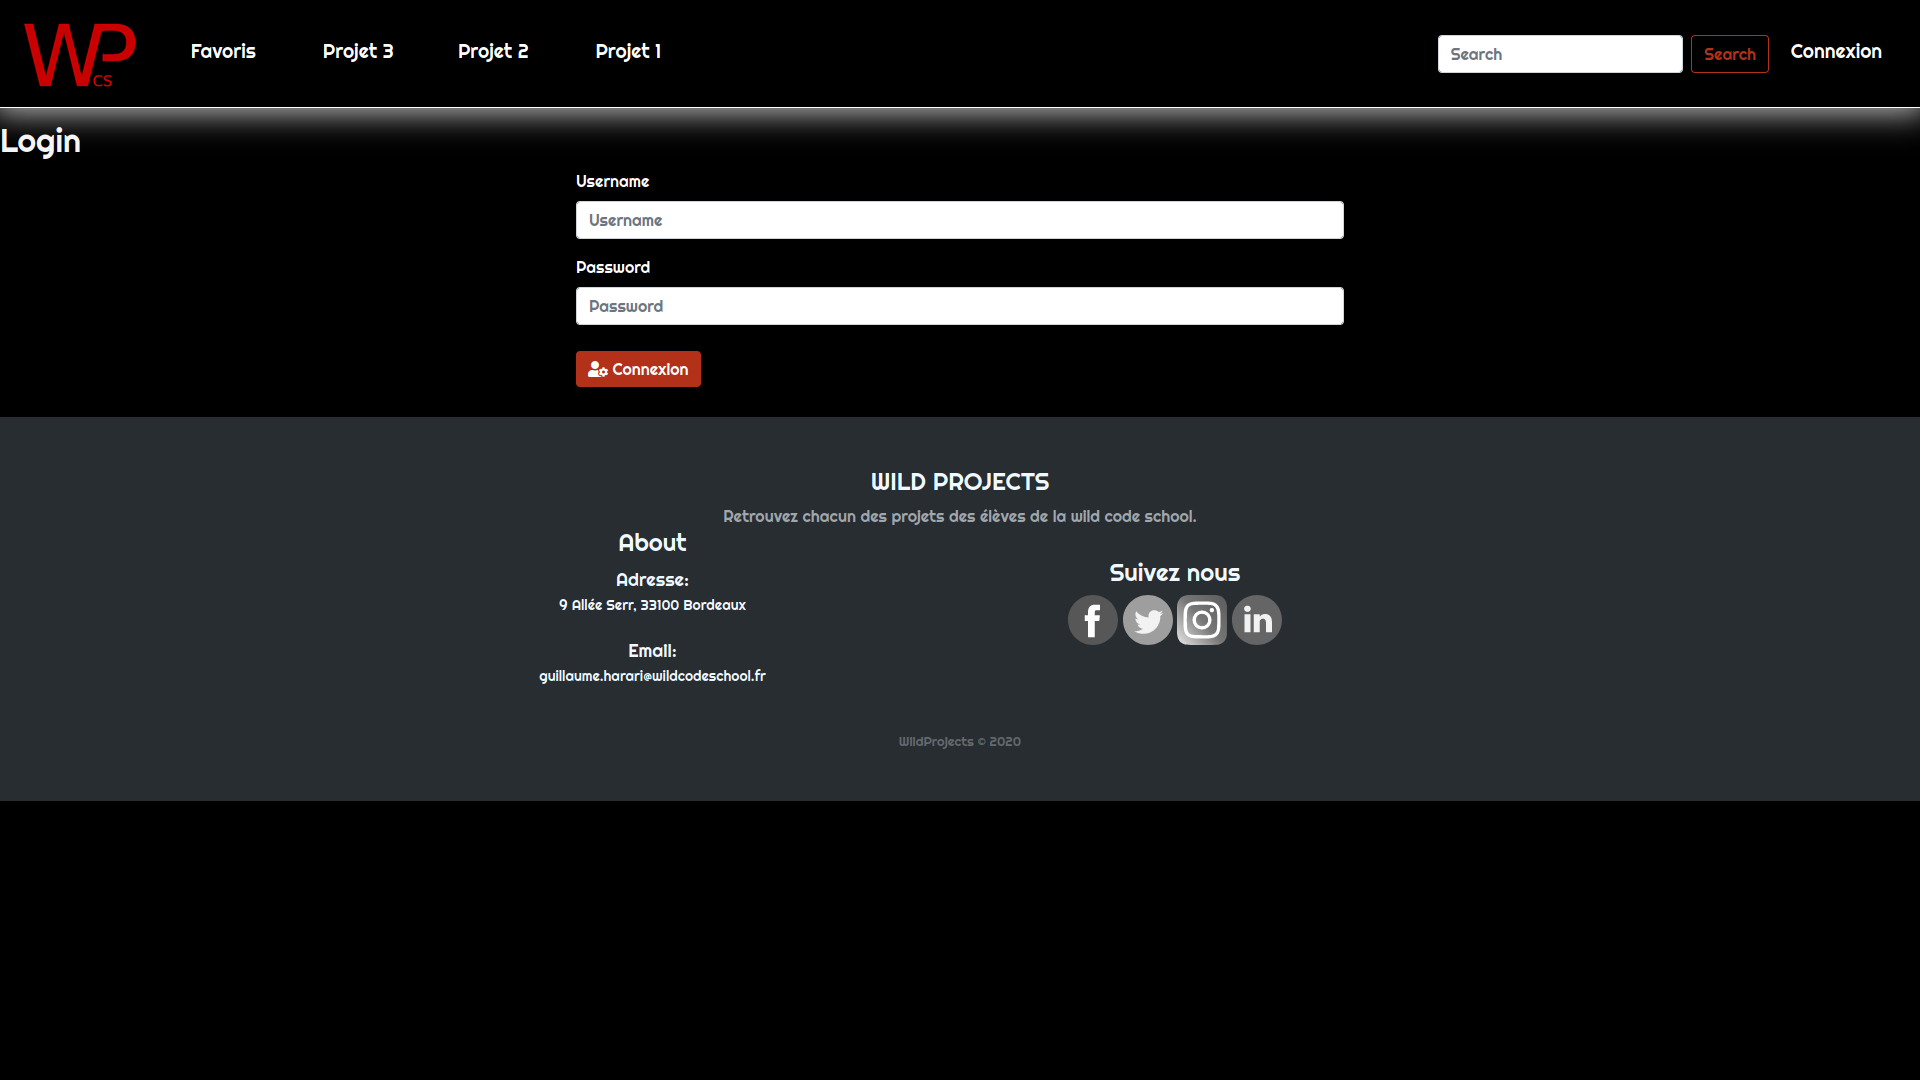 WP
CS
Favoris
Projet 3
Projet 2
Projet 1
Search
Search
Connexion
Login
Username
Username
Password
Password
Connexion
WILD PROJECTS
Retrouvez chacun des projets des élèves de la wild code school.
About
Adresse:
9 Allée Serr, 33100 Bordeaux
Email:
guillaume.harari@wildcodeschool.fr
Suivez nous
f
in
WildProjects © 2020